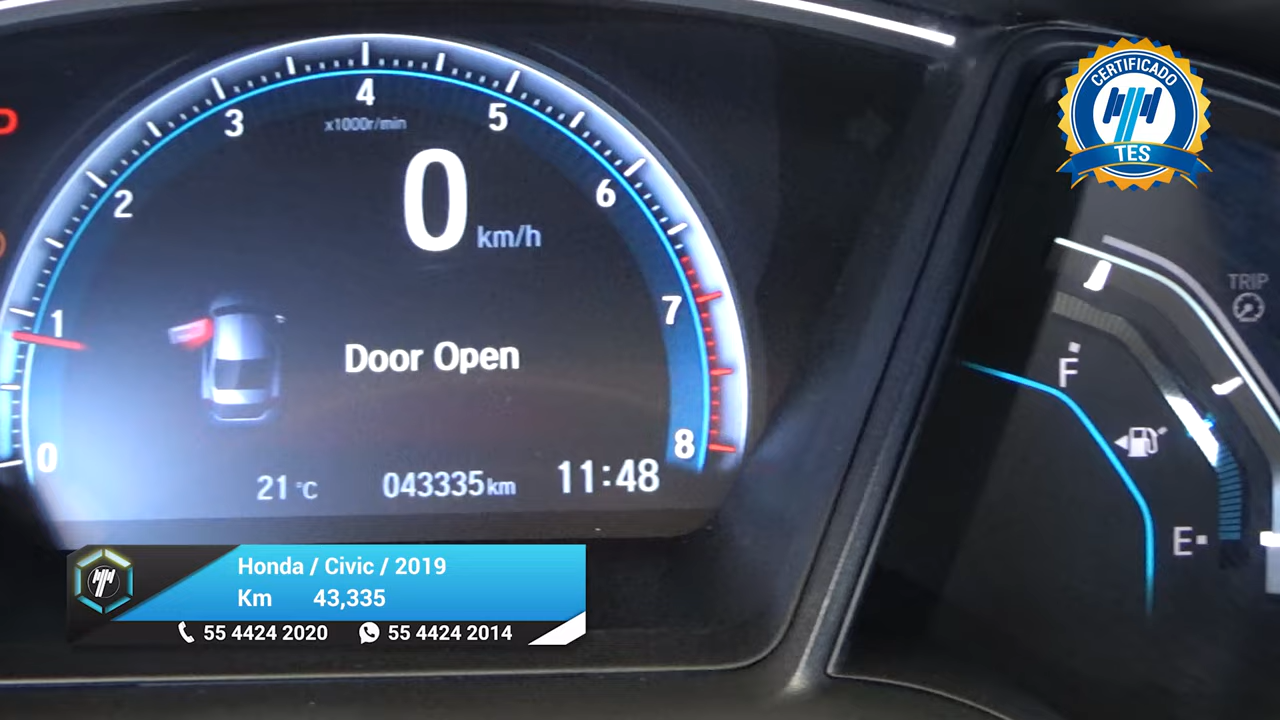 CERTIFICADO
TES
4
3
5
x1000r/min
2
6
0
km/h
1
7
Door Open
0
8
21 °C
043335 km
11:48
TRIP
F
E
Honda / Civic / 2019
Km 43,335
55 4424 2020 55 4424 2014